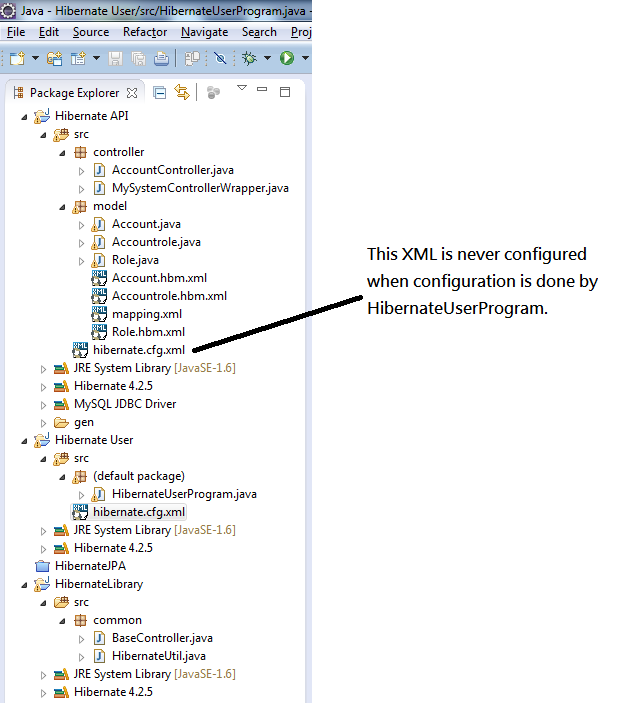 Java - Hibernate User/src/HibernateUserProgram.java -
File Edit Source Refactor Navigate Search Proj
Package Explorer
Hibernate API
src
controller
AccountController.java
MySystemControllerWrapper.java
model
Account.java
Accountrole.java
Role.java
Account.hbm.xml
Accountrole.hbm.xml
mapping.xml
Role.hbm.xml
hibernate.cfg.xml
JRE System Library [JavaSE-1.6]
Hibernate 4.2.5
MySQL JDBC Driver
gen
Hibernate User
src
(default package)
HibernateUserProgram.java
hibernate.cfg.xml
JRE System Library [JavaSE-1.6]
Hibernate 4.2.5
HibernateJPA
HibernateLibrary
src
common
BaseController.java
HibernateUtil.java
JRE System Library [JavaSE-1.6]
Hibernate 4.2.5
This XML is never configured
when configuration is done by
HibernateUserProgram.